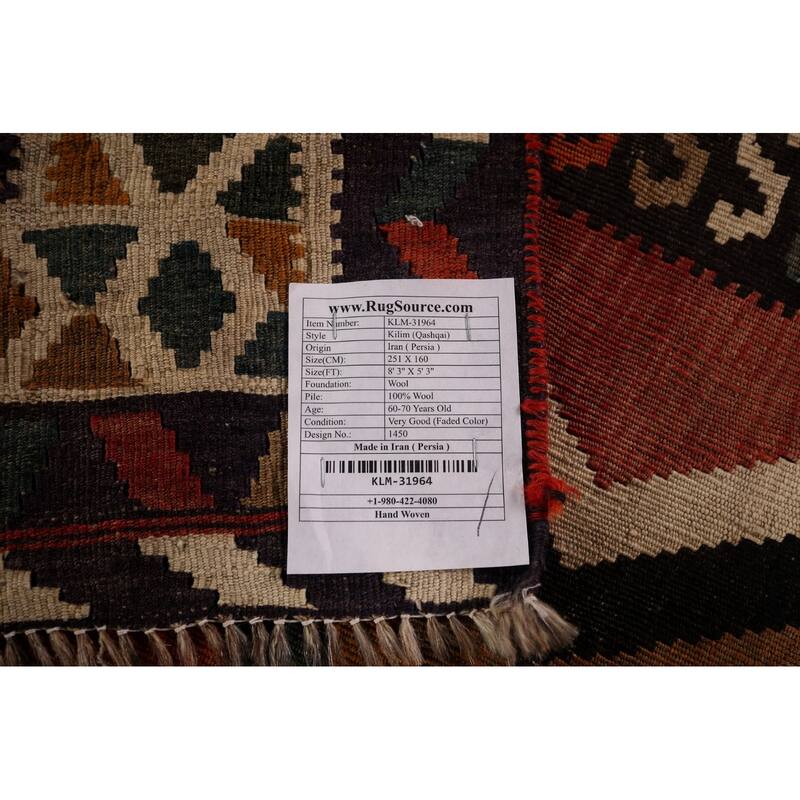 www.RugSource.com
Item Number: KLM-31964
Style Kilim (Qashqai)
Origin Iran ( Persia )
Size(CM): 251 X 160
Size(FT): 8' 3" X 5' 3"
Foundation: Wool
Pile: 100% Wool
Age: 60-70 Years Old
Condition: Very Good (Faded Color)
Design No.: 1450
Made in Iran ( Persia )
KLM-31964
+1-980-422-4080
Hand Woven